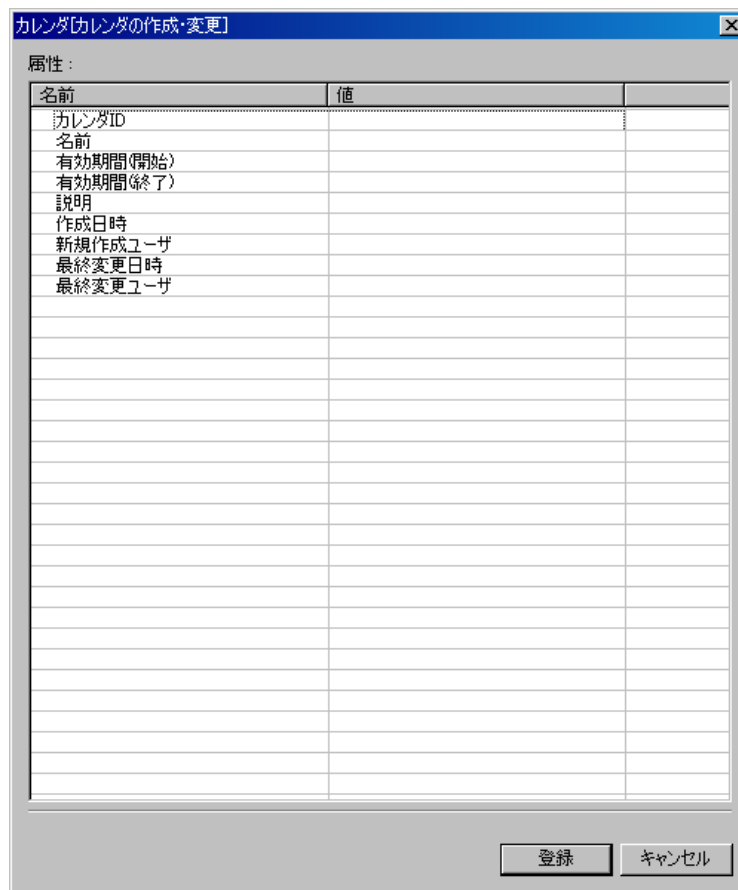 カレンダ[カレンダの作成・変更]
属性：
名前 値
カレンダID
名前
有効期間(開始)
有効期間(終了)
説明
作成日時
新規作成ユーザ
最終変更日時
最終変更ユーザ
登録 キャンセル